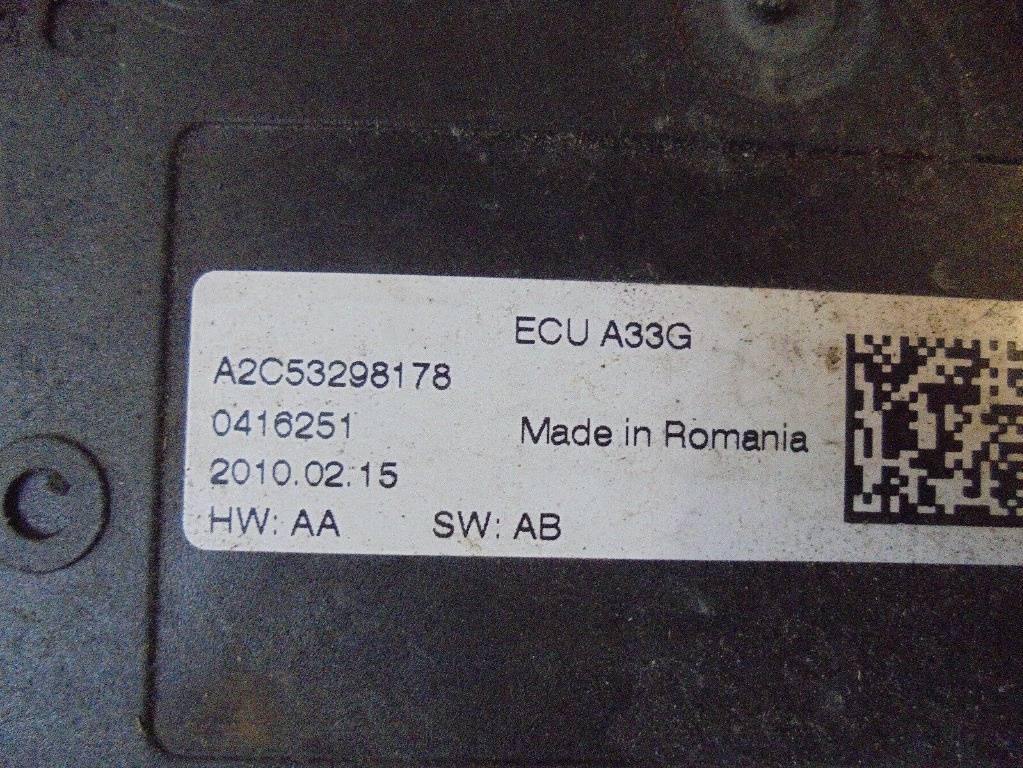 ECU A33G
A2C53298178
0416251
Made in Romania
2010.02.15
HW: AA SW: AB